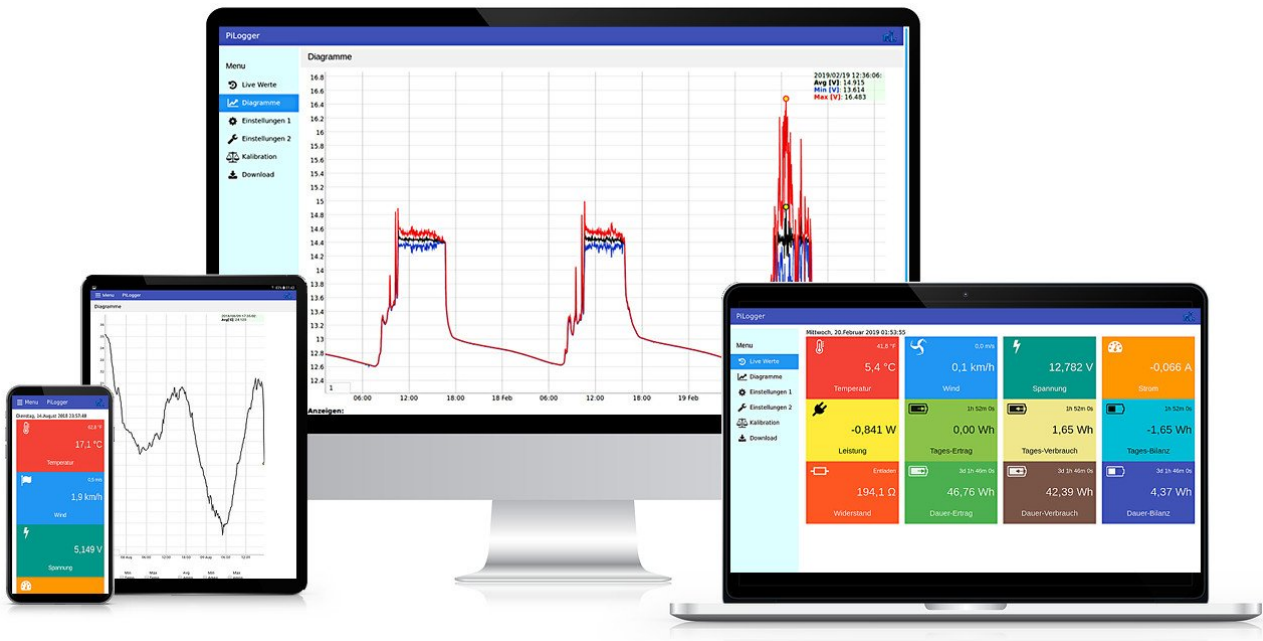 PiLogger
Menu
Live Werte
Diagramme
Einstellungen 1
Einstellungen 2
Kalibration
Download
Diagramme
2019/02/19 12:36:06:
Avg [V]: 14.915
Min [V]: 13.614
Max [V]: 16.483
16.8
16.6
16.4
16.2
16
15.8
15.6
15.4
15.2
15
14.8
14.6
14.4
14.2
14
13.8
13.6
13.4
13.2
13
12.8
12.6
12.4
1
06:00
12:00
18:00
18 Feb
06:00
12:00
18:00
19 Feb
Anzeigen:
Menu PiLogger
Diagramme
Menu PiLogger
Dienstag, 14.August 2018 23:57:48
17,1 °C
Temperatur
1,9 km/h
Wind
5,149 V
Spannung
PiLogger
Mittwoch, 20.Februar 2019 01:53:55
Menu
Live Werte
Diagramme
Einstellungen 1
Einstellungen 2
Kalibration
Download
41,8 °F
5,4 °C
Temperatur
0,0 m/s
0,1 km/h
Wind
12,782 V
Spannung
-0,066 A
Strom
-0,841 W
Leistung
1h 52m 0s
0,00 Wh
Tages-Ertrag
1h 52m 0s
1,65 Wh
Tages-Verbrauch
1h 52m 0s
-1,65 Wh
Tages-Bilanz
Entladen
194,1 Ω
Widerstand
3d 1h 46m 0s
46,76 Wh
Dauer-Ertrag
3d 1h 46m 0s
42,39 Wh
Dauer-Verbrauch
3d 1h 46m 0s
4,37 Wh
Dauer-Bilanz